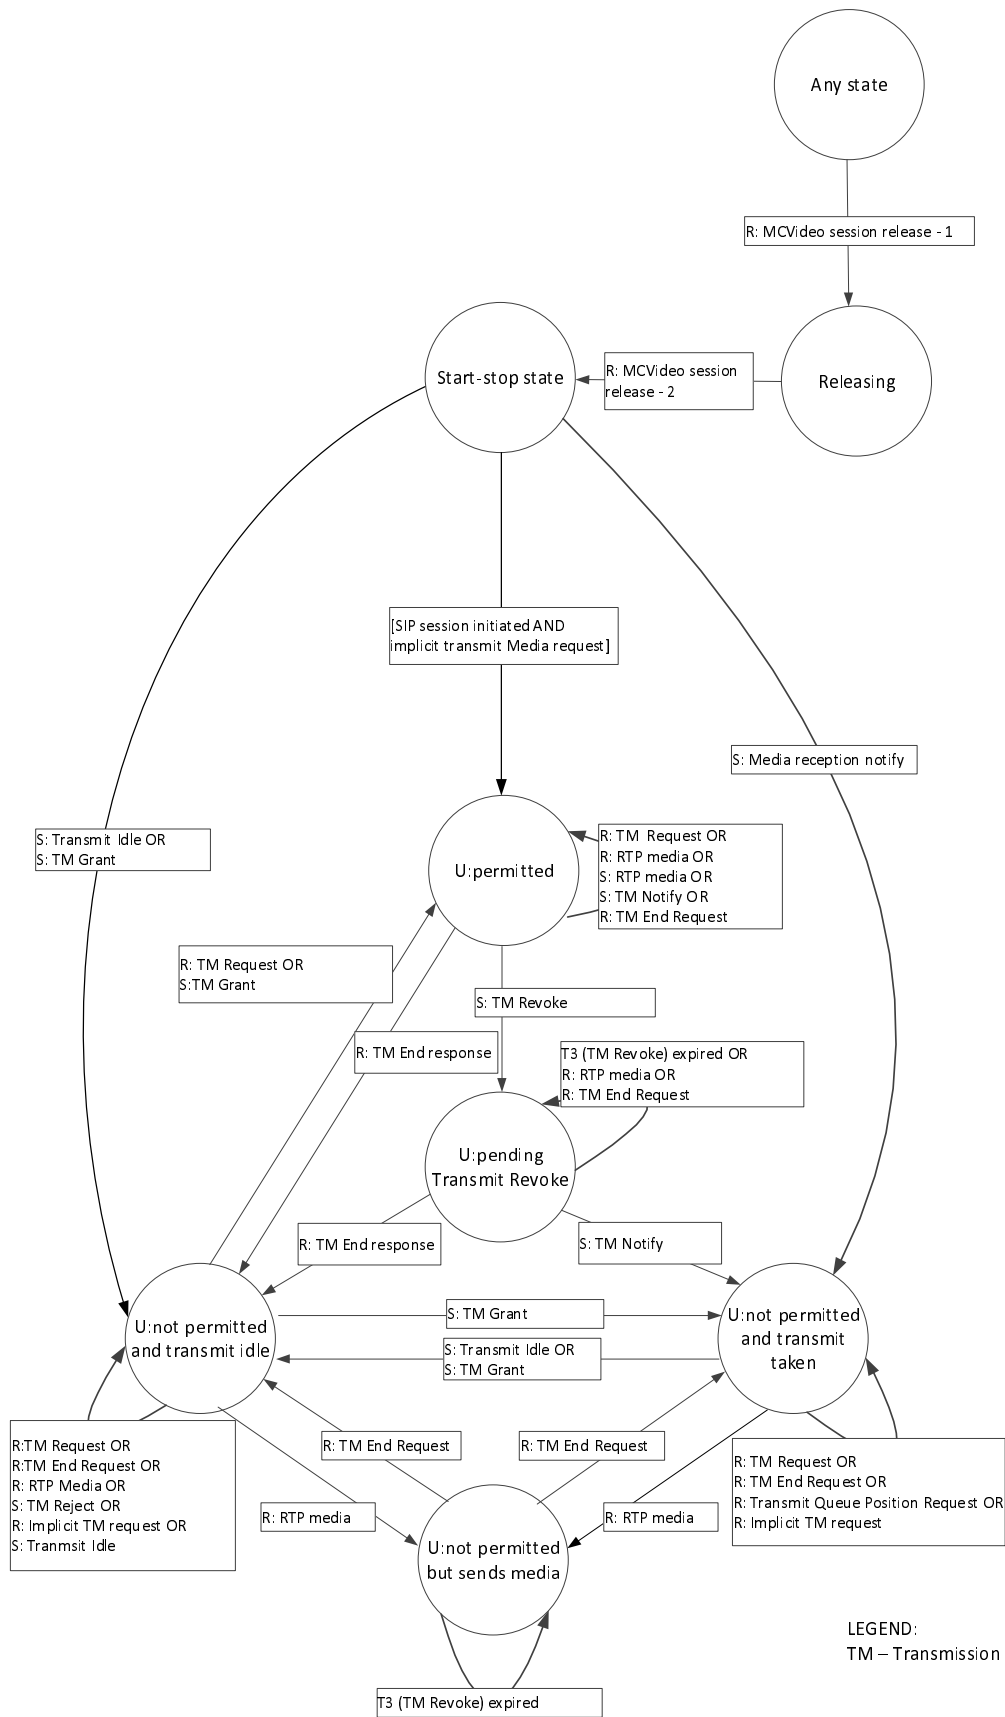 Any state
R: MCVideo session release - 1
Start-stop state
R: MCVideo session
release - 2
Releasing
[SIP session initiated AND
implicit transmit Media request]
S: Media reception notify
S: Transmit Idle OR
S: TM Grant
U:permitted
R: TM Request OR
R: RTP media OR
S: RTP media OR
S: TM Notify OR
R: TM End Request
R: TM Request OR
S:TM Grant
S: TM Revoke
R: TM End response
T3 (TM Revoke) expired OR
R: RTP media OR
R: TM End Request
U:pending
Transmit Revoke
R: TM End response
S: TM Notify
U:not permitted
and transmit idle
S: TM Grant
S: Transmit Idle OR
S: TM Grant
U:not permitted
and transmit
taken
R:TM Request OR
R:TM End Request OR
R: RTP Media OR
S: TM Reject OR
R: Implicit TM request OR
S: Tranmsit Idle
R: TM End Request
R: TM End Request
R: TM Request OR
R: TM End Request OR
R: Transmit Queue Position Request OR
R: Implicit TM request
R: RTP media
R: RTP media
U:not permitted
but sends media
T3 (TM Revoke) expired
LEGEND:
TM – Transmission